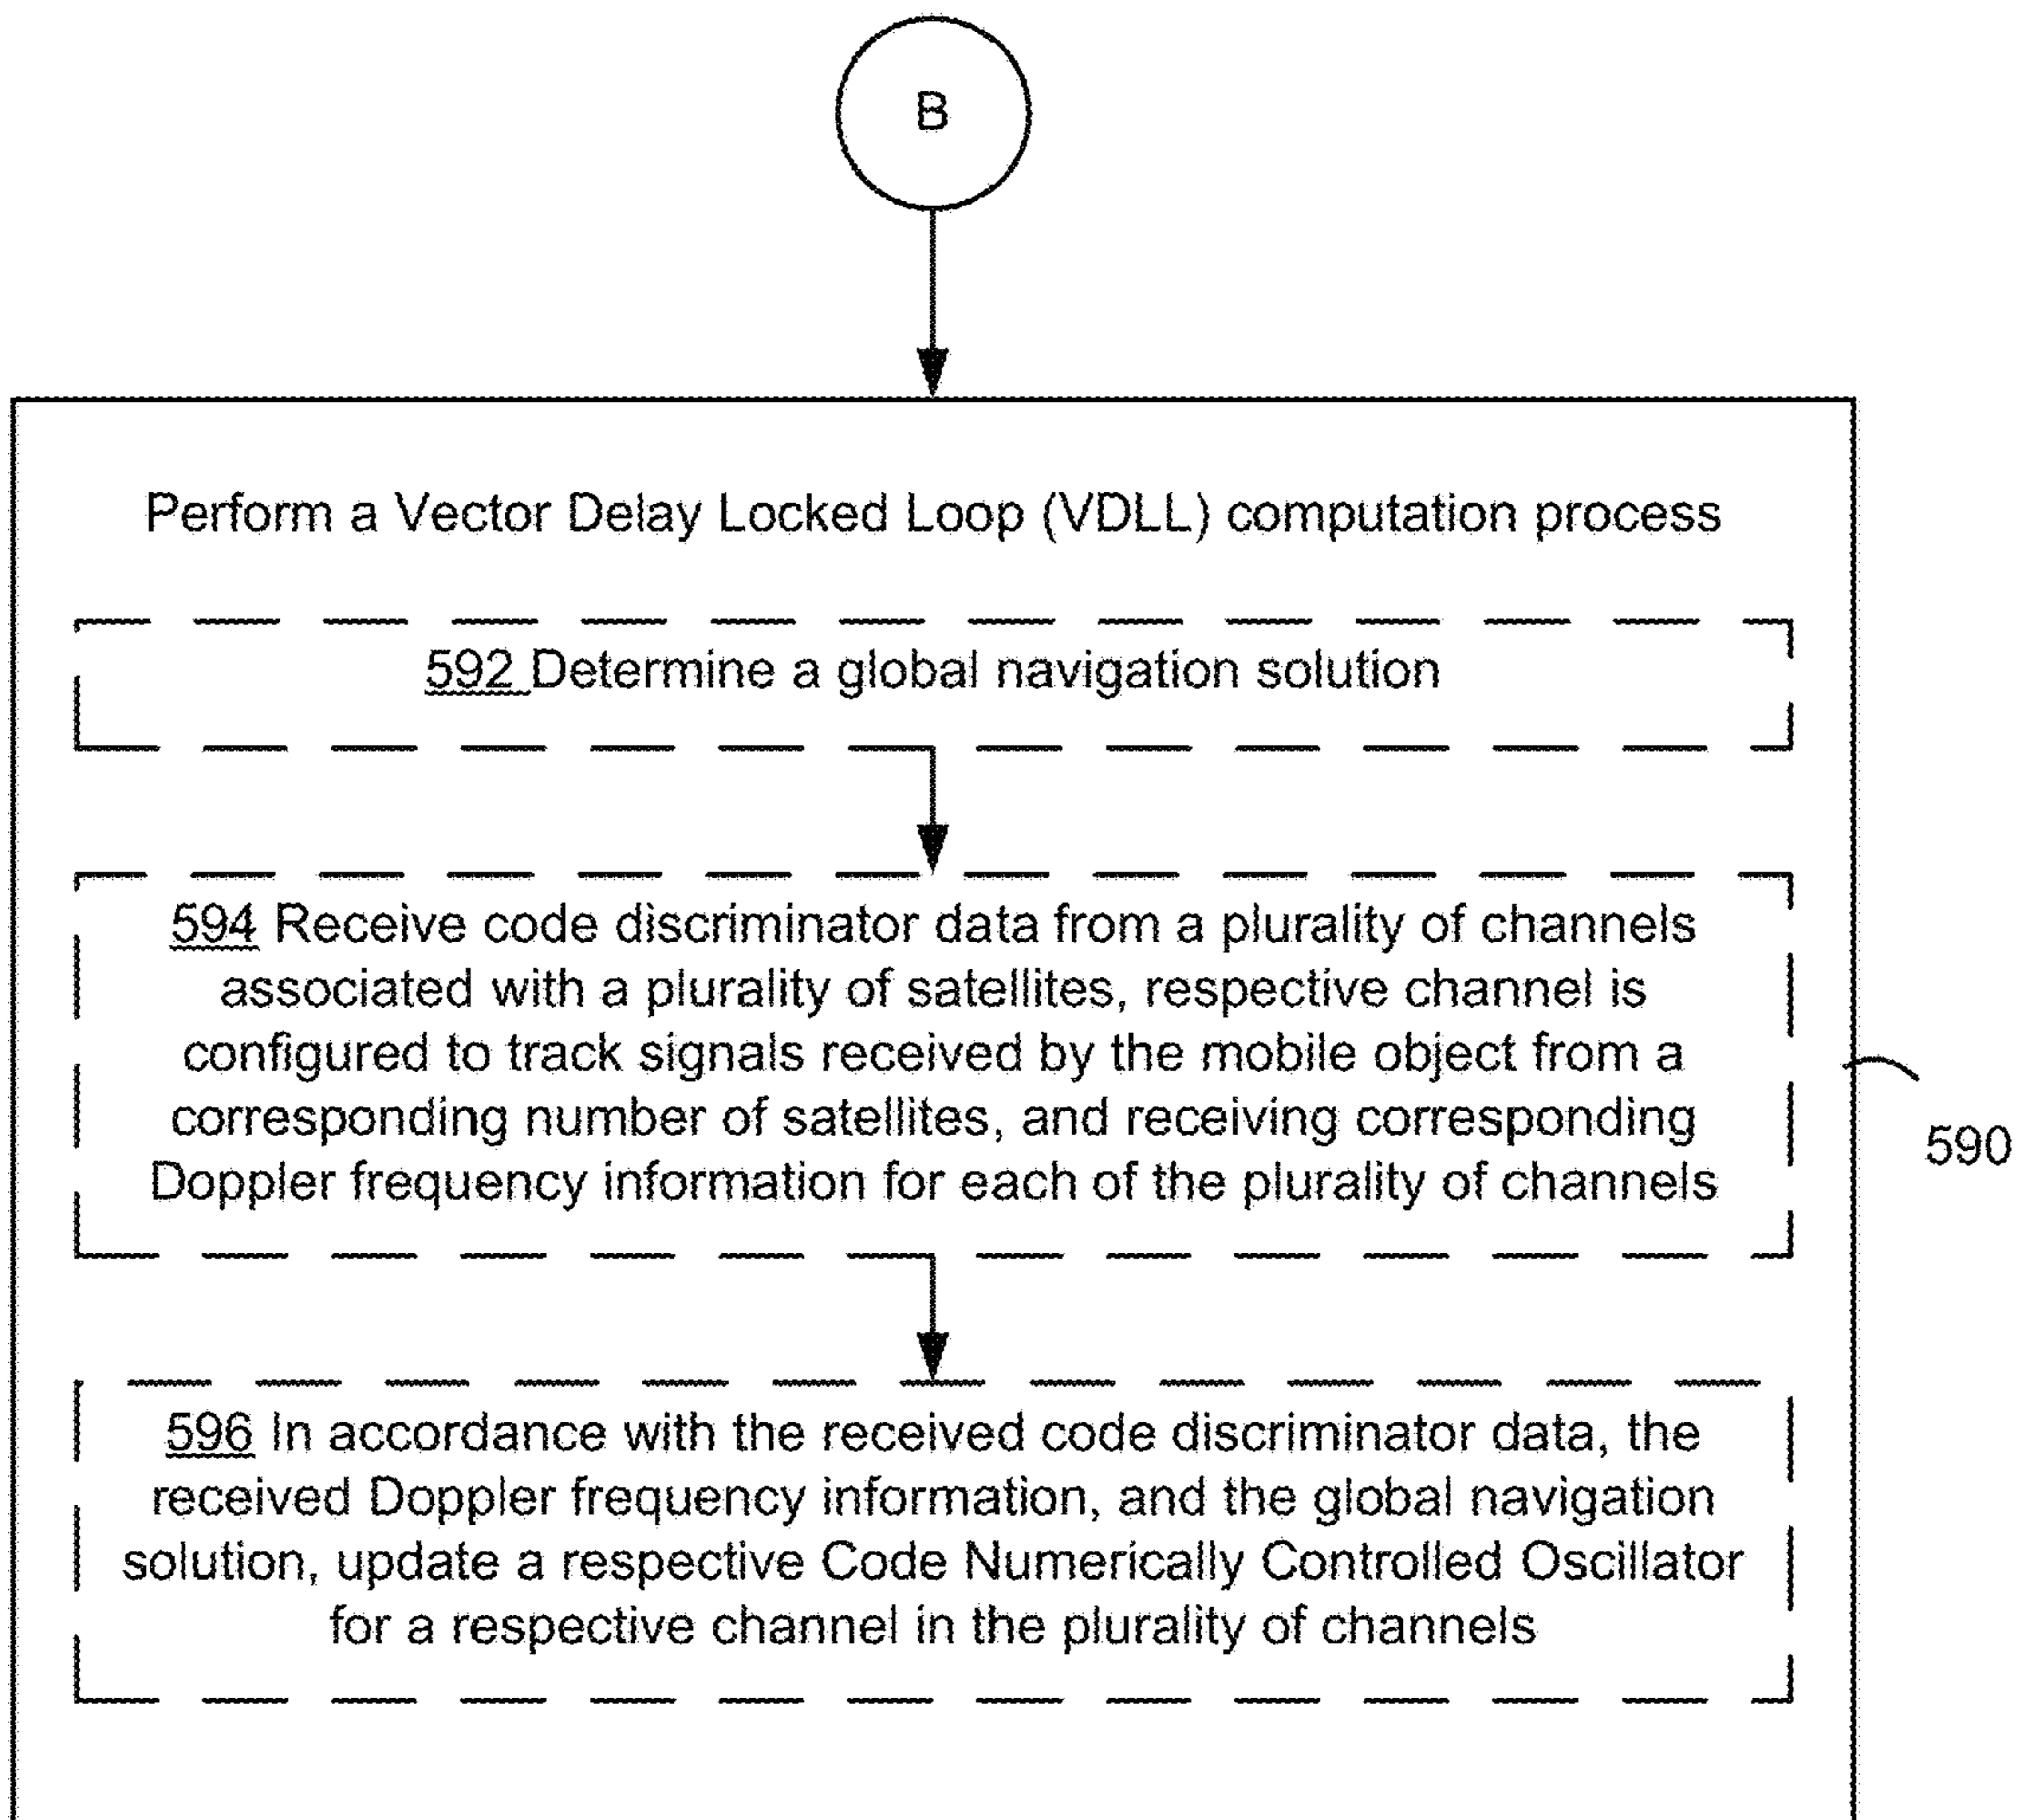 B
Perform a Vector Delay Locked Loop (VDLL) computation process
592 Determine a global navigation solution
594 Receive code discriminator data from a plurality of channels
associated with a plurality of satellites, respective channel is
configured to track signals received by the mobile object from a
corresponding number of satellites, and receiving corresponding
Doppler frequency information for each of the plurality of channels
590
596 In accordance with the received code discriminator data, the
received Doppler frequency information, and the global navigation
solution, update a respective Code Numerically Controlled Oscillator
for a respective channel in the plurality of channels